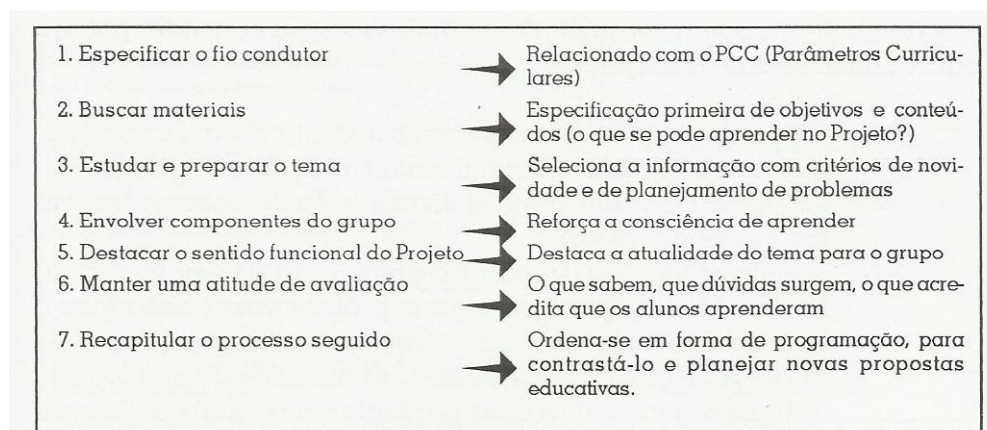 1. Especificar o fio condutor
Relacionado com o PCC (Parâmetros Curricu-
lares)
2. Buscar materiais
Especificação primeira de objetivos e conteú-
dos (o que se pode aprender no Projeto?)
3. Estudar e preparar o tema
Seleciona a informação com critérios de novi-
dade e de planejamento de problemas
4. Envolver componentes do grupo
Reforça a consciência de aprender
5. Destacar o sentido funcional do Projeto
Destaca a atualidade do tema para o grupo
6. Manter uma atitude de avaliação
O que sabem, que dúvidas surgem, o que acre-
dita que os alunos aprenderam
7. Recapitular o processo seguido
Ordena-se em forma de programação, para
contrastá-lo e planejar novas propostas
educativas.